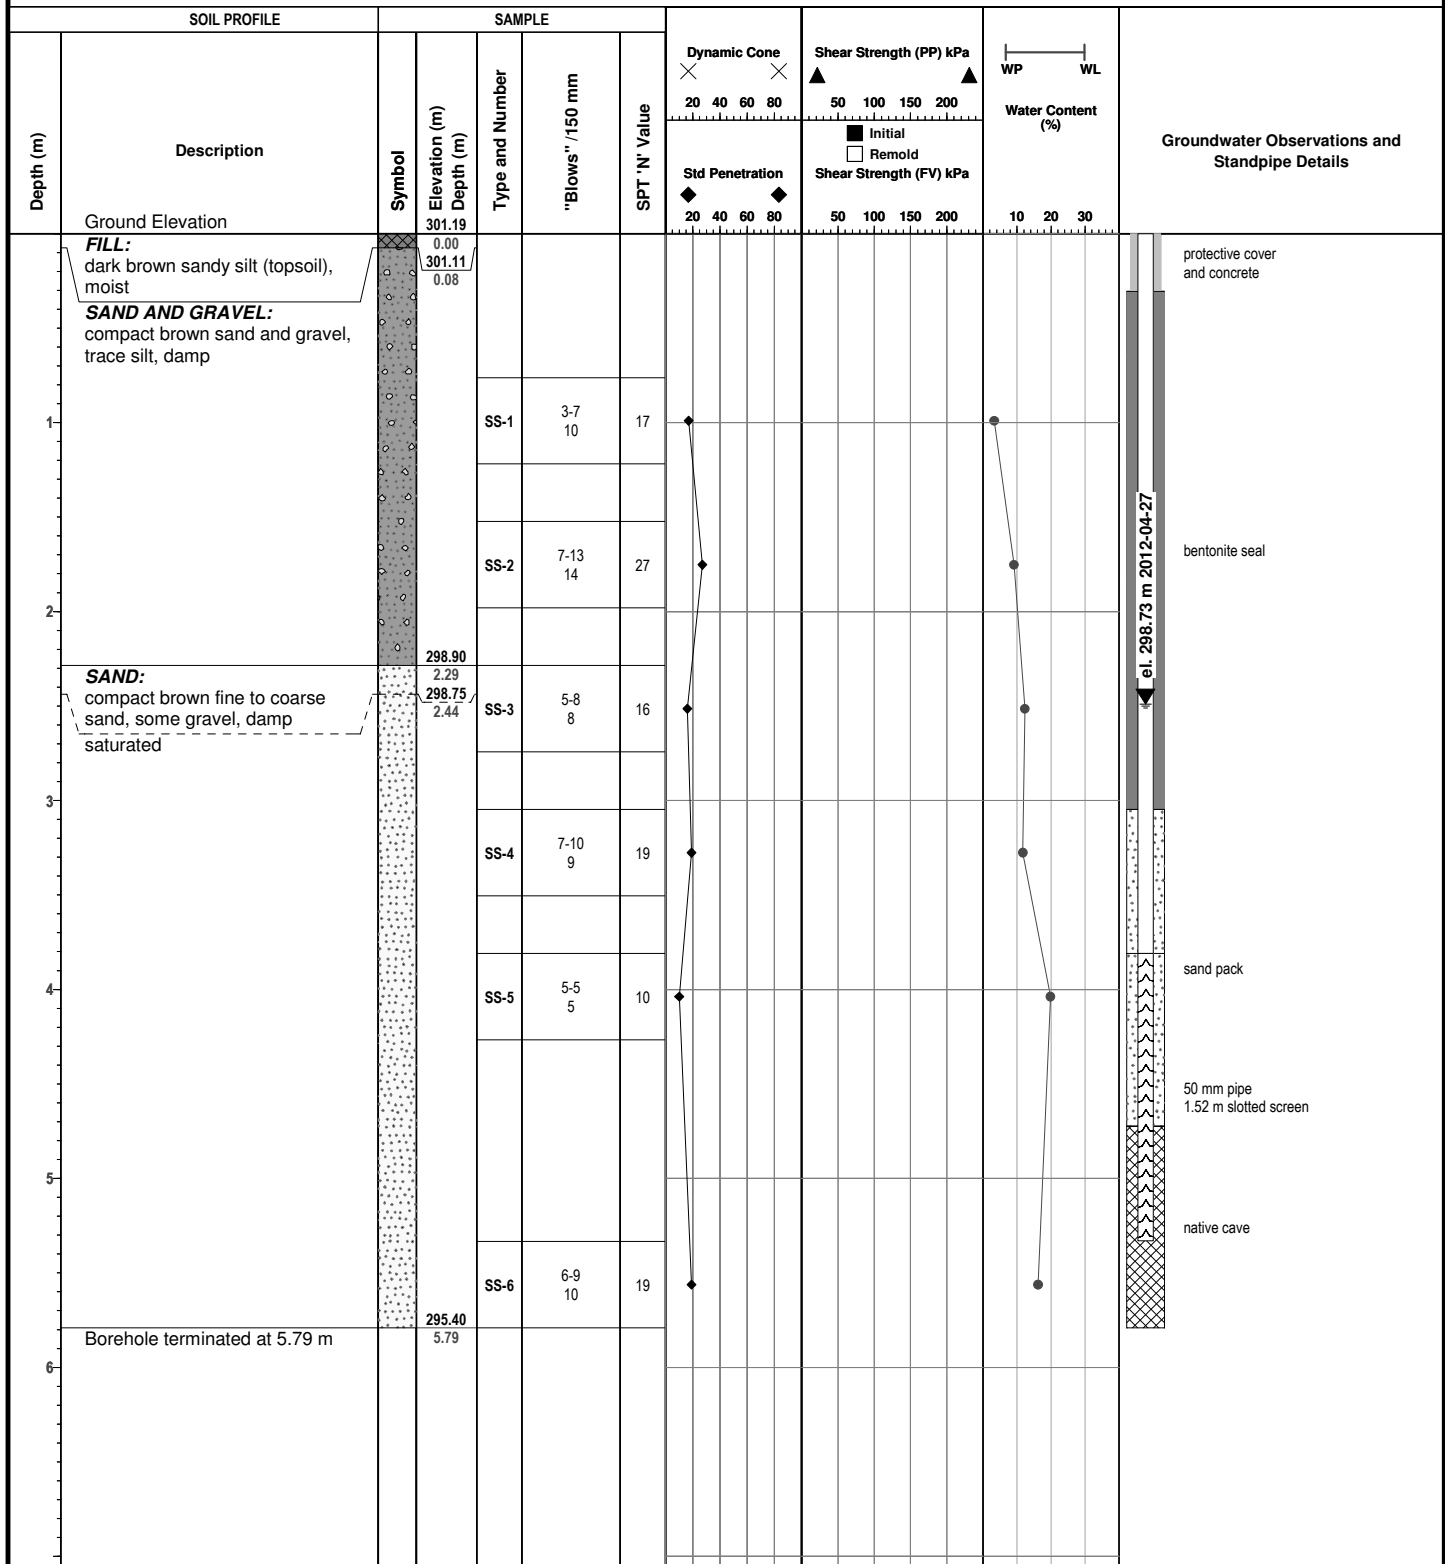 SOIL PROFILE
SAMPLE
Depth (m)
Description
Symbol
Elevation (m)
Depth (m)
Type and Number
"Blows" /150 mm
SPT 'N' Value
Dynamic Cone
20 40 60 80
Std Penetration
20 40 60 80
Shear Strength (PP) kPa
50 100 150 200
Initial
Remold
Shear Strength (FV) kPa
50 100 150 200
WP WL
Water Content
(%)
10 20 30
Groundwater Observations and
Standpipe Details
Ground Elevation
301.19
FILL:
0.00
dark brown sandy silt (topsoil),
moist
301.11
0.08
protective cover
and concrete
SAND AND GRAVEL:
compact brown sand and gravel,
trace silt, damp
1
SS-1
3-7
10
17
SS-2
7-13
14
27
el. 298.73 m 2012-04-27
bentonite seal
2
298.90
SAND:
2.29
compact brown fine to coarse
sand, some gravel, damp
298.75
2.44
saturated
SS-3
5-8
8
16
3
SS-4
7-10
9
19
sand pack
4
SS-5
5-5
5
10
50 mm pipe
1.52 m slotted screen
5
native cave
SS-6
6-9
10
19
295.40
Borehole terminated at 5.79 m
5.79
6